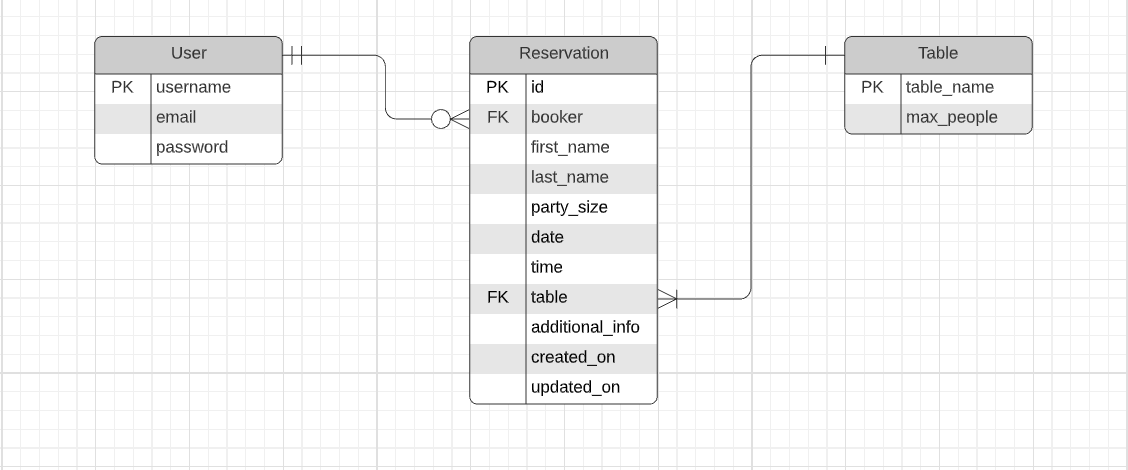 User
PK username
email
password
Reservation
PK id
FK booker
first_name
last_name
party_size
date
time
FK table
additional_info
created_on
updated_on
Table
PK table_name
max_people